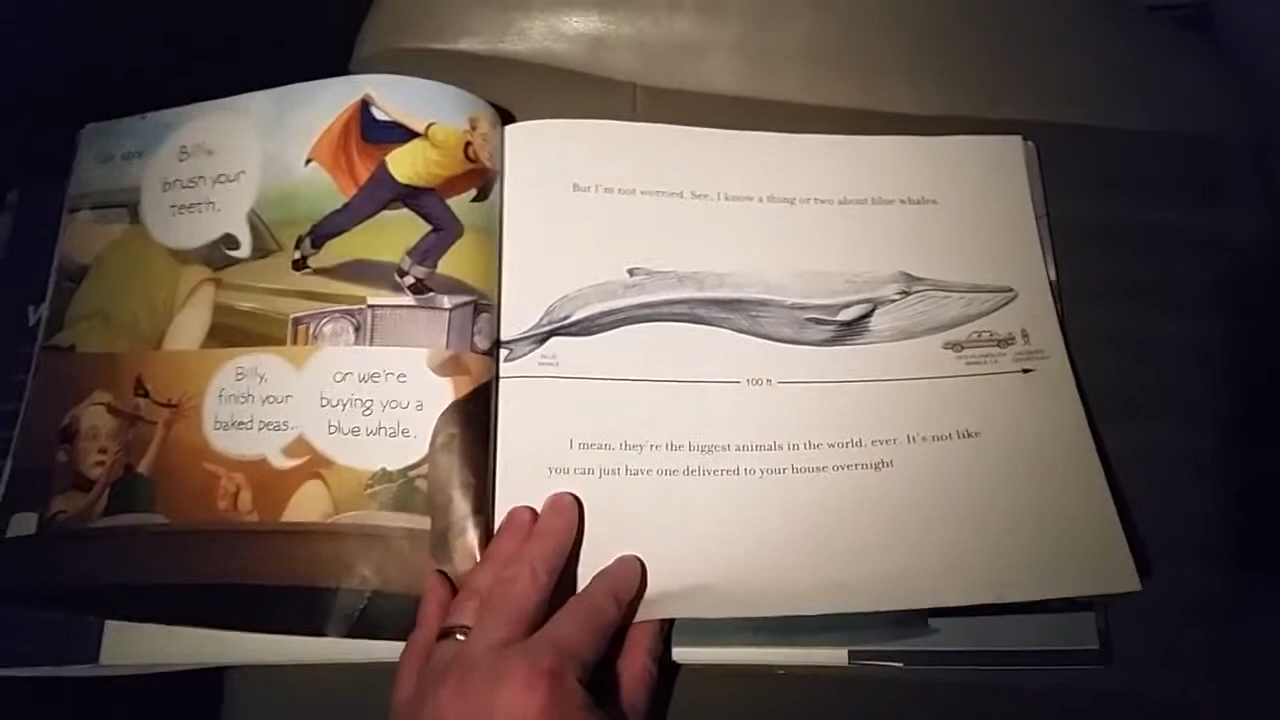 Billy,
brush your
teeth.
Billy,
finish your
baked peas..
or we're
buying you a
blue whale.
But I'm not worried. See, I know a thing or two about blue whales.
BLUE
WHALE
100 ft.
I mean, they're the biggest animals in the world, ever. It's not like
you can just have one delivered to your house overnight